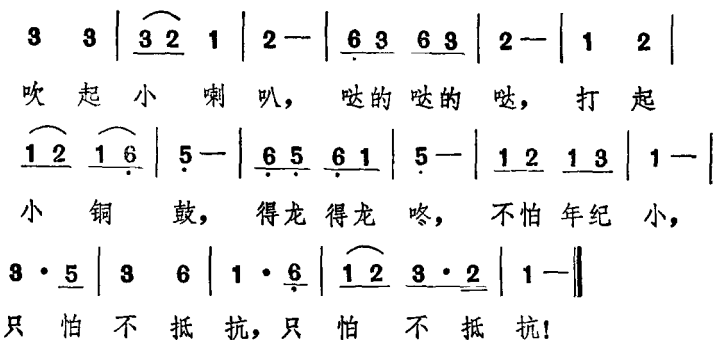 3 3 | 3 2 1 | 2 — | 6 3 6 3 | 2 — | 1 2 |
吹 起 小 喇 叭, 哒的 哒的 哒, 打 起
1 2 1 6 | 5 — | 6 5 6 1 | 5 — | 1 2 1 3 | 1 — |
小 铜 鼓, 得龙 得龙 咚, 不怕 年纪 小,
3 · 5 | 3 6 | 1 · 6 | 1 2 3 · 2 | 1 — ‖
只 怕 不 抵 抗, 只 怕 不 抵 抗!